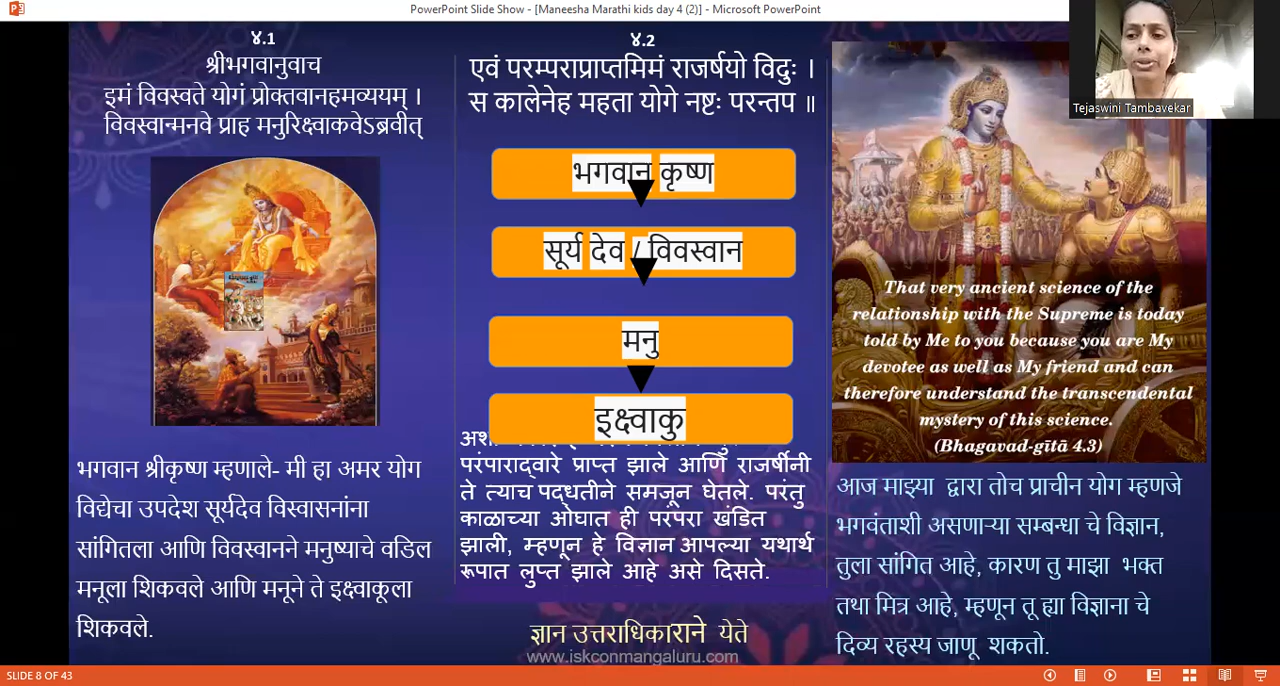 PowerPoint Slide Show - [Maneesha Marathi kids day 4 (2)] - Microsoft PowerPoint
Tejaswini Tambavekar
४.1
श्रीभगवानुवाच
इमं विवस्वते योगं प्रोक्तवानहमव्ययम् ।
विवस्वान्मनवे प्राह मनुरिक्ष्वाकवेऽब्रवीत्
भगवान श्रीकृष्ण म्हणाले- मी हा अमर योग
विद्येचा उपदेश सूर्यदेव विस्वासनांना
सांगितला आणि विवस्वानने मनुष्याचे वडिल
मनूला शिकवले आणि मनूने ते इक्ष्वाकूला
शिकवले.
४.2
एवं परम्पराप्राप्तमिमं राजर्षयो विदुः ।
स कालेनेह महता योगे नष्टः परन्तप ॥
भगवान कृष्ण
सूर्य देव / विवस्वान
मनु
इक्ष्वाकु
परंपाराद्वारे प्राप्त झाले आणि राजर्षीनी
ते त्याच पद्धतीने समजून घेतले. परंतु
काळाच्या ओघात ही परंपरा खंडित
झाली, म्हणून हे विज्ञान आपल्या यथार्थ
रूपात लुप्त झाले आहे असे दिसते.
ज्ञान उत्तराधिकाराने येते
www.iskconmangaluru.com
That very ancient science of the
relationship with the Supreme is today
told by Me to you because you are My
devotee as well as My friend and can
therefore understand the transcendental
mystery of this science.
(Bhagavad-gītā 4.3)
आज माझ्या द्वारा तोच प्राचीन योग म्हणजे
भगवंताशी असणाऱ्या सम्बन्धा चे विज्ञान,
तुला सांगित आहे, कारण तु माझा भक्त
तथा मित्र आहे, म्हणून तू ह्या विज्ञाना चे
दिव्य रहस्य जाणू शकतो.
SLIDE 8 OF 43